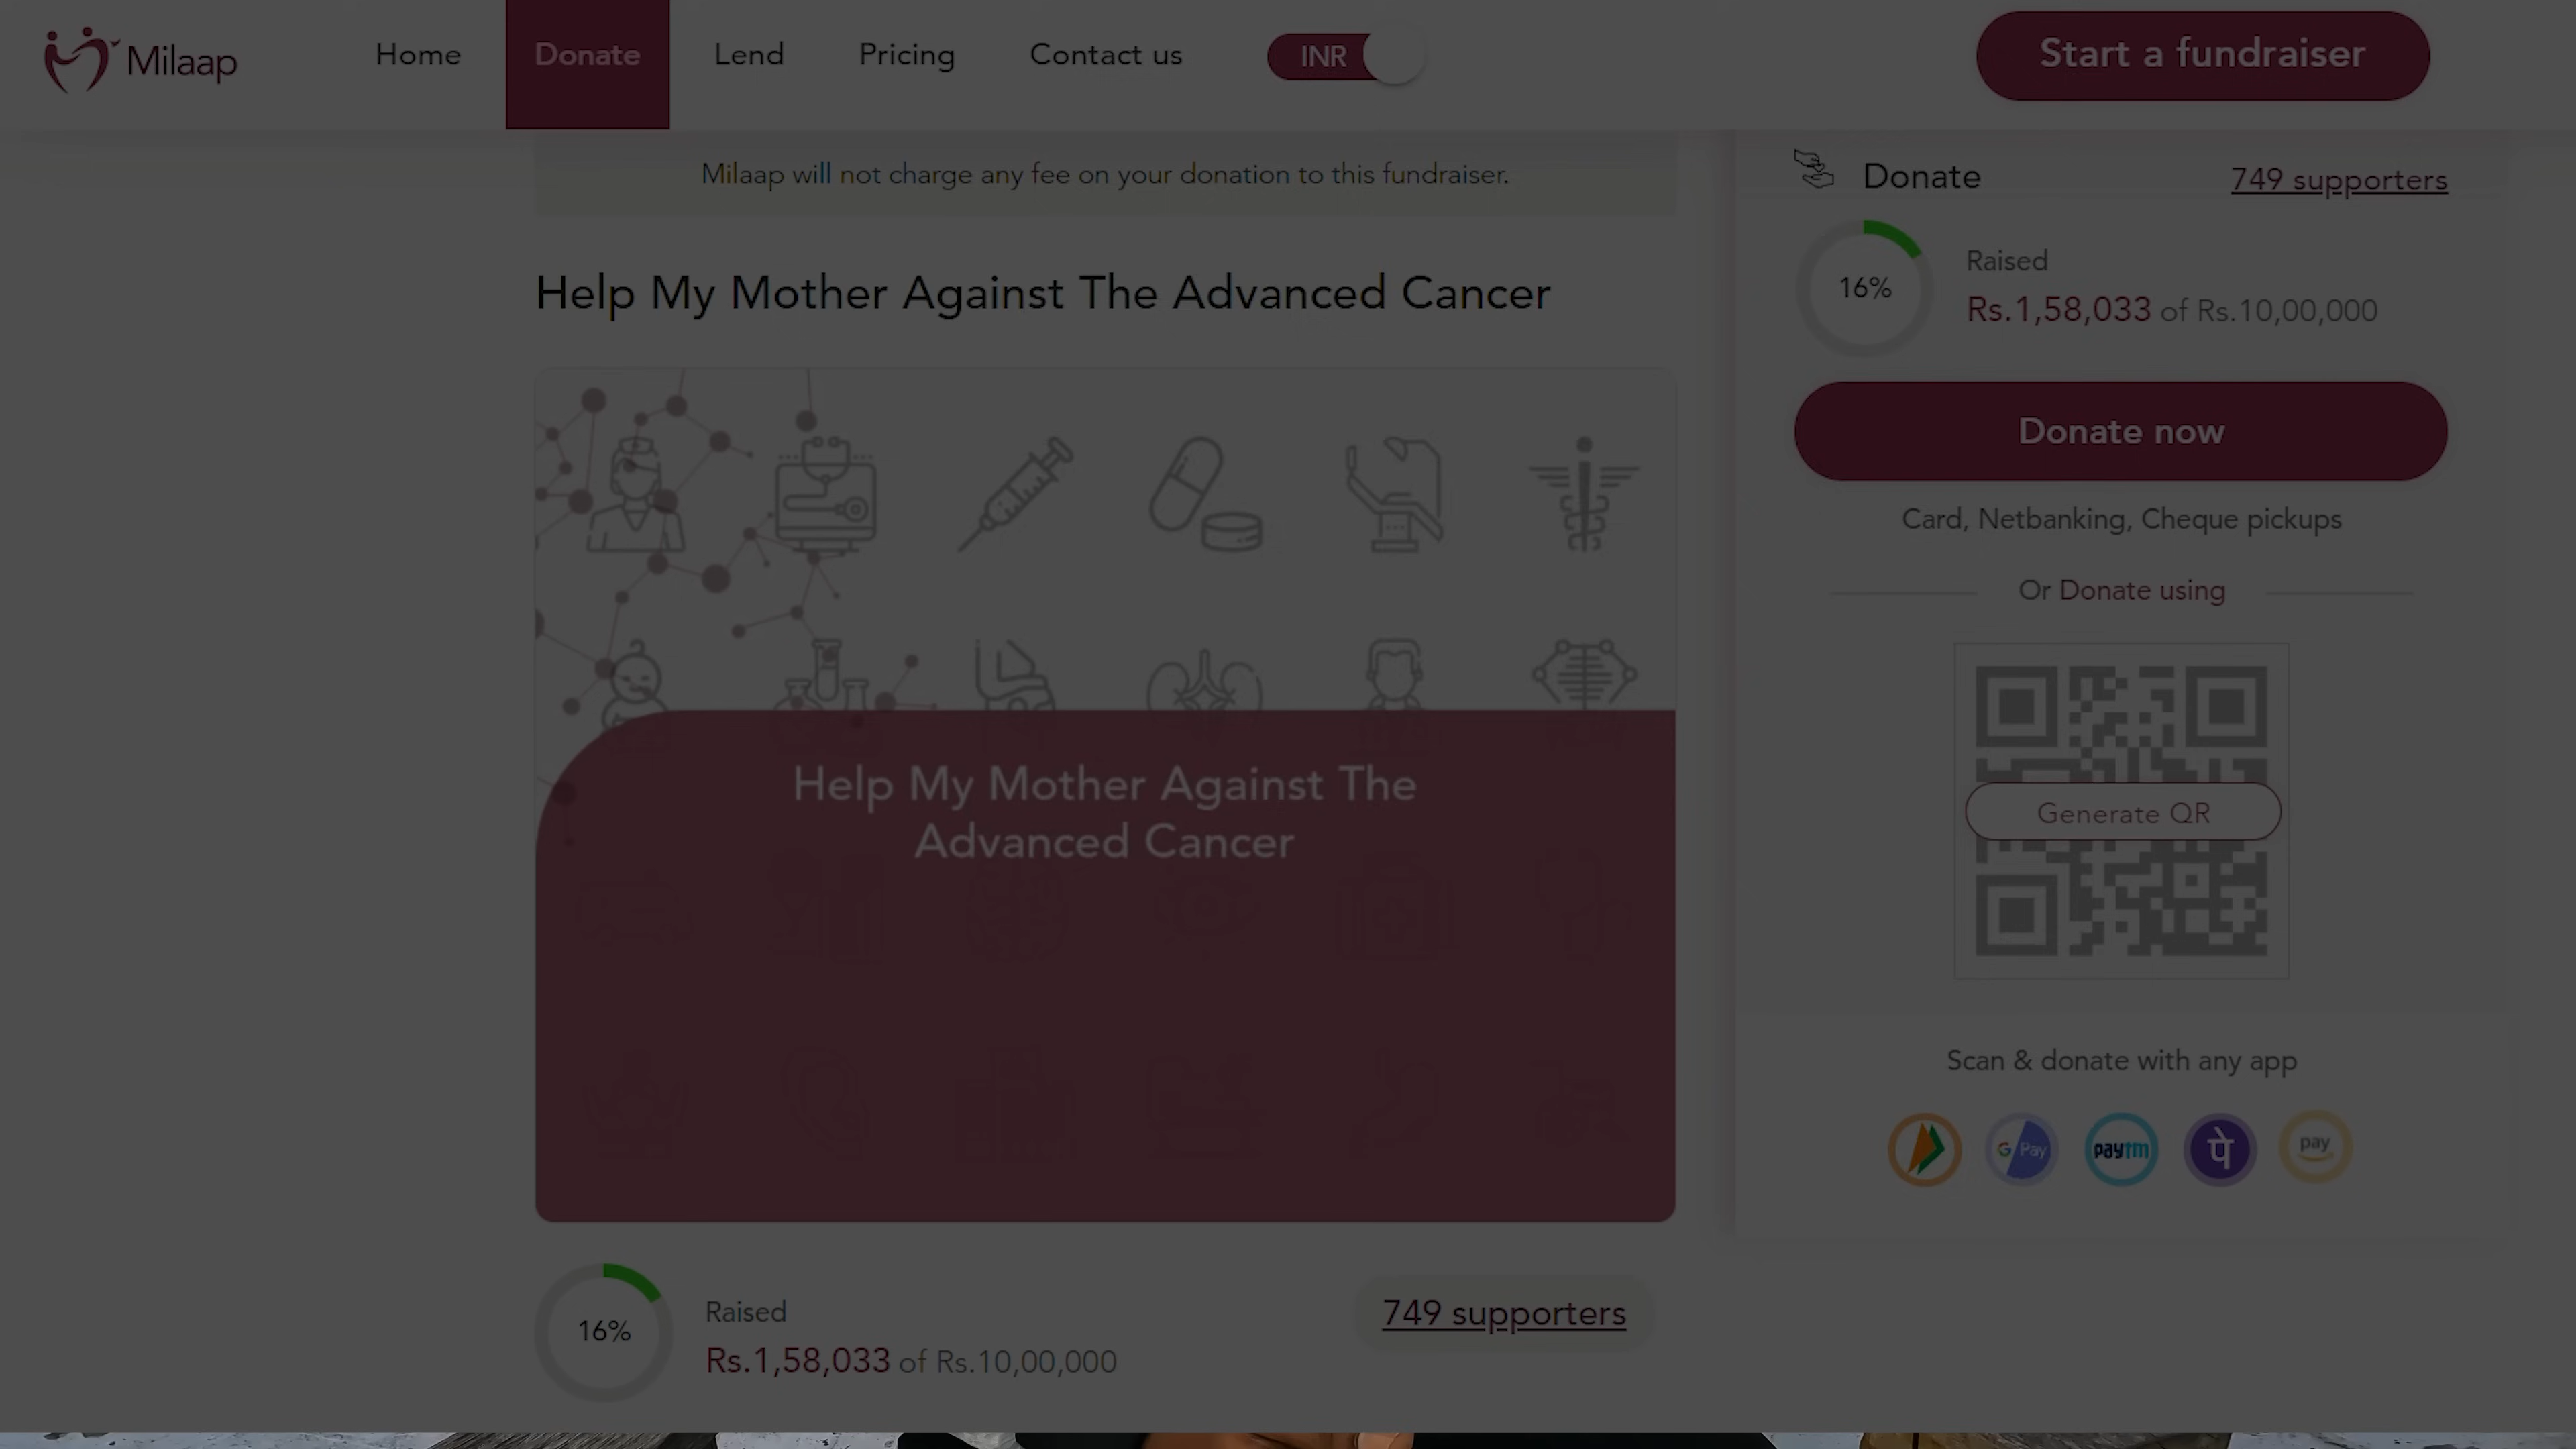 Milaap
Home
Donate
Lend
Pricing
Contact us
INR
Start a fundraiser
Milaap will not charge any fee on your donation to this fundraiser.
Help My Mother Against The Advanced Cancer
Help My Mother Against The
Advanced Cancer
16%
Raised
Rs.1,58,033 of Rs.10,00,000
749 supporters
Donate
749 supporters
16%
Raised
Rs.1,58,033 of Rs.10,00,000
Donate now
Card, Netbanking, Cheque pickups
Or Donate using
Generate QR
Scan & donate with any app
G Pay
paytm
पे
pay